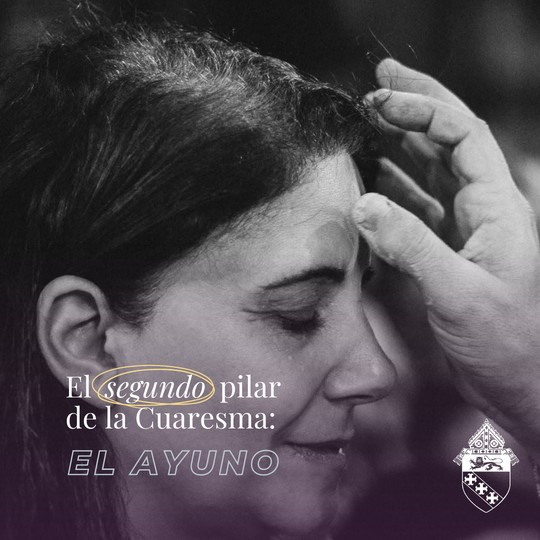 El segundo pilar
de la Cuaresma:
EL AYUNO